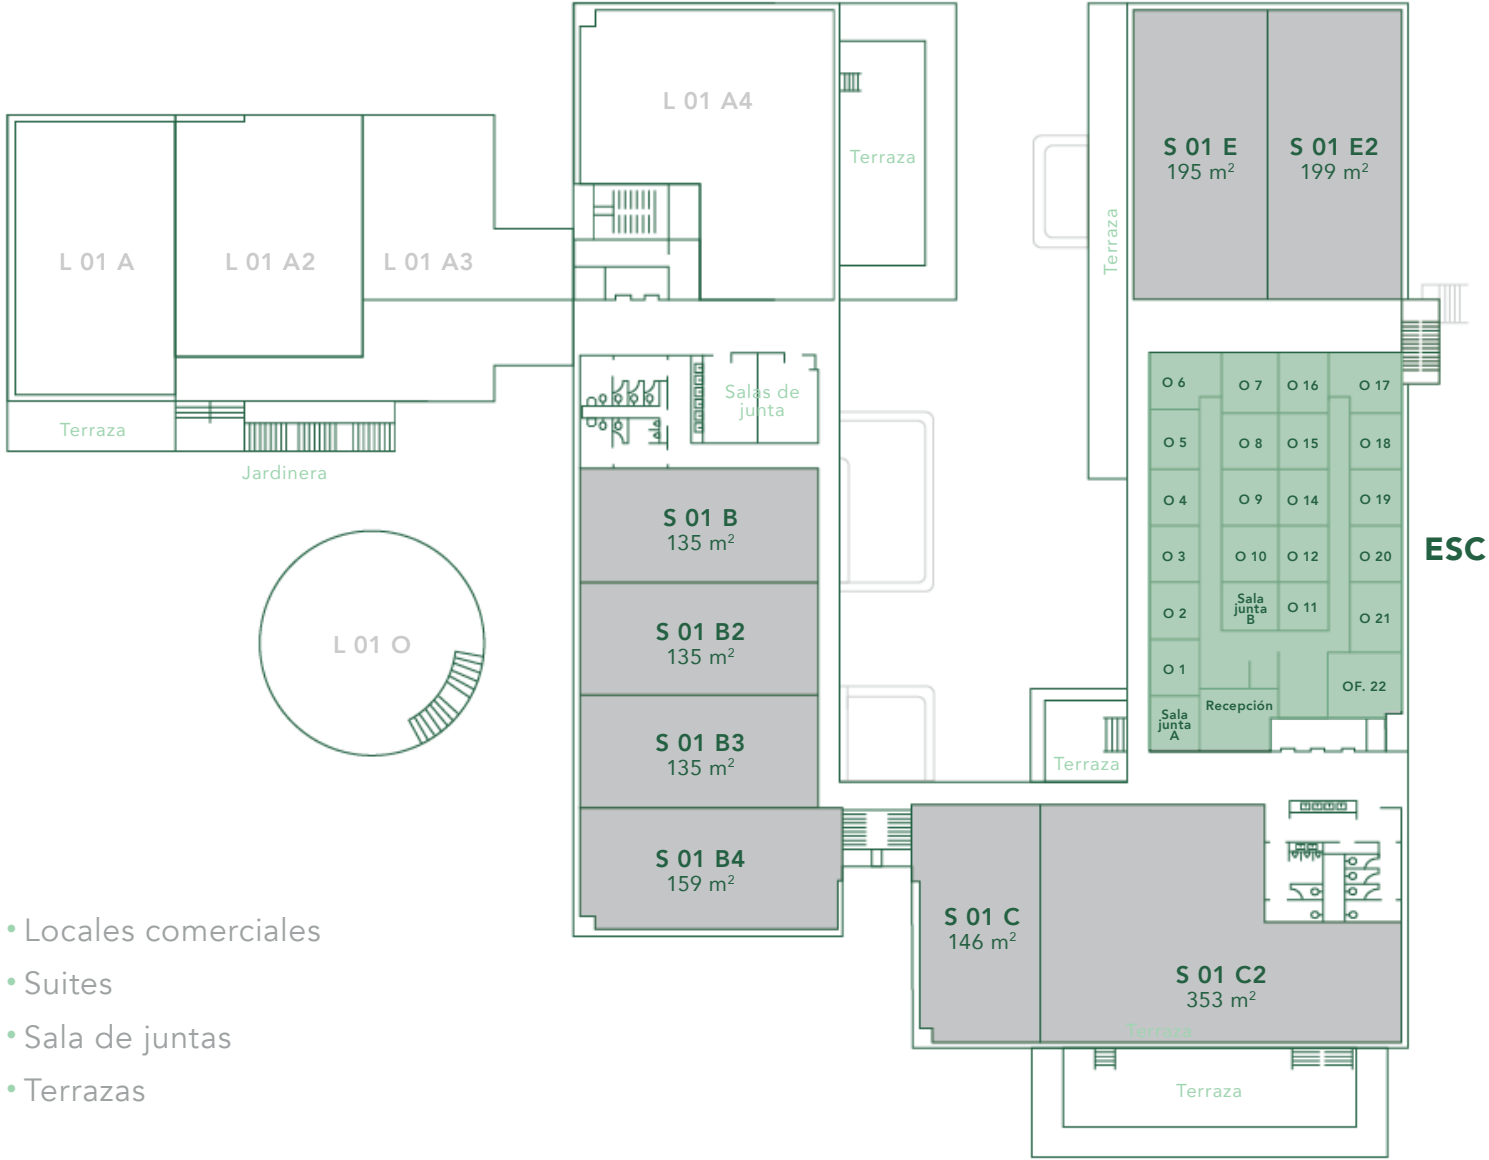 L 01 A4
Terraza
S 01 E
195 m²
S 01 E2
199 m²
Terraza
L 01 A
L 01 A2
L 01 A3
Terraza
Jardinera
Salas de
junta
O 6
O 7
O 16
O 17
O 5
O 8
O 15
O 18
O 4
O 9
O 14
O 19
O 3
O 10
O 12
O 20
ESC
O 2
Sala
junta
B
O 11
O 21
O 1
OF. 22
Recepción
Sala
junta
A
Terraza
S 01 B
135 m²
L 01 O
S 01 B2
135 m²
S 01 B3
135 m²
S 01 B4
159 m²
S 01 C
146 m²
S 01 C2
353 m²
Terraza
Terraza
• Locales comerciales
• Suites
• Sala de juntas
• Terrazas